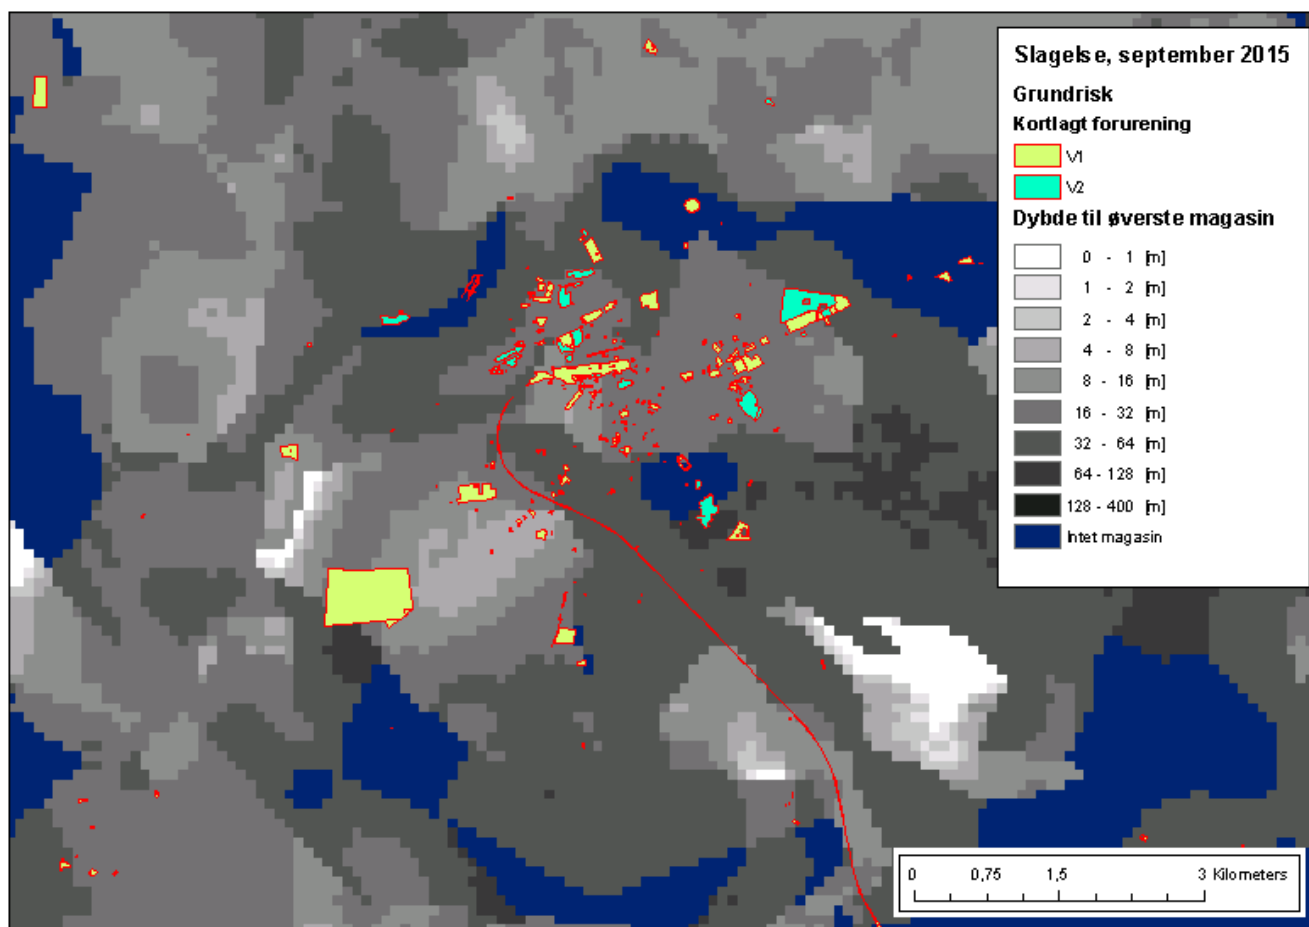 Slagelse, september 2015
Grundrisk
Kortlagt forurening
V1
V2
Dybde til øverste magasin
0 - 1 [m]
1 - 2 [m]
2 - 4 [m]
4 - 8 [m]
8 - 16 [m]
16 - 32 [m]
32 - 64 [m]
64 - 128 [m]
128 - 400 [m]
Intet magasin
0 0,75 1,5 3 Kilometers